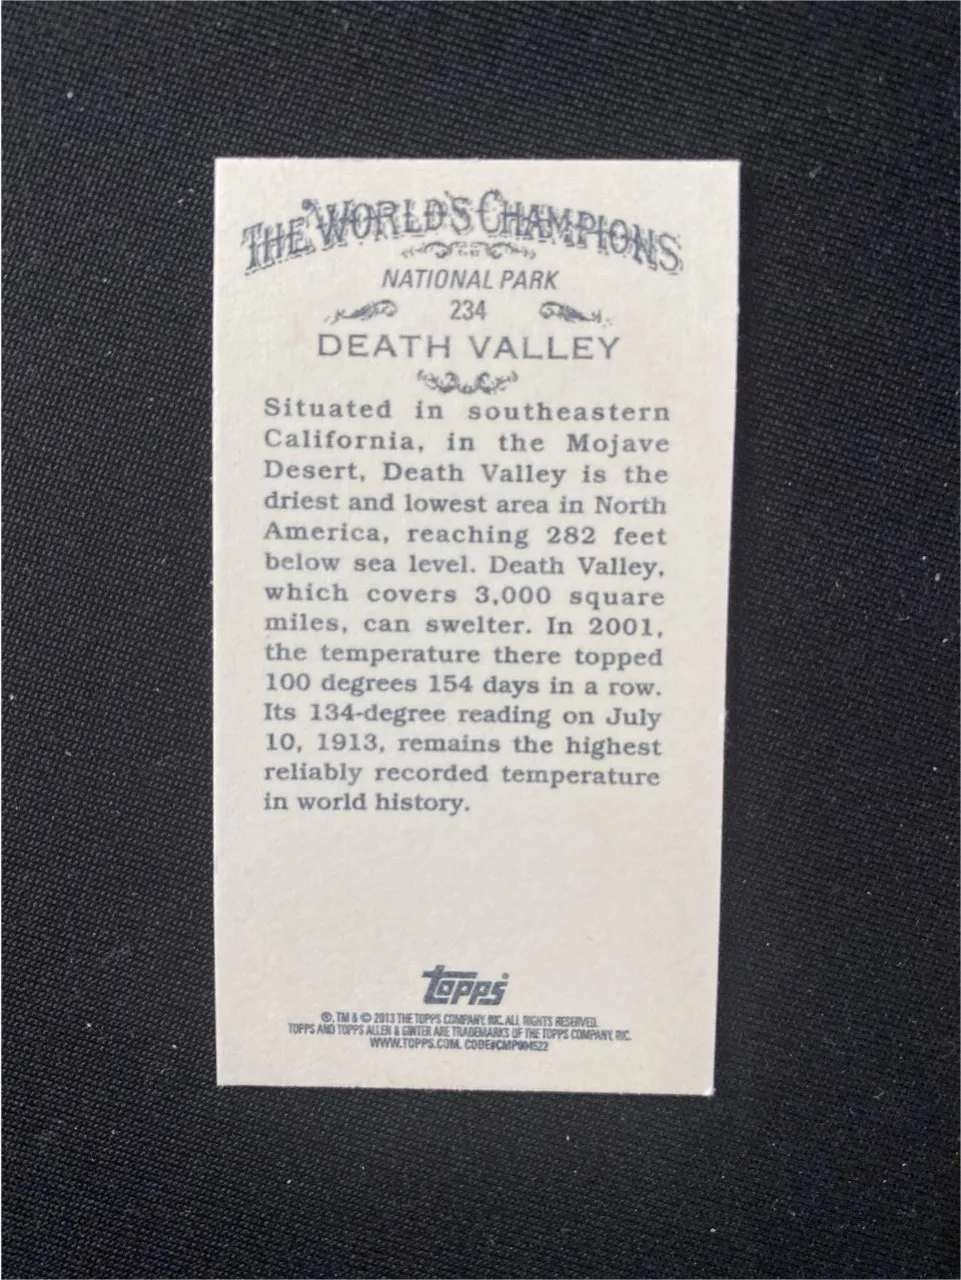 THE WORLD'S CHAMPIONS
NATIONAL PARK
234
DEATH VALLEY
Situated in southeastern
California, in the Mojave
Desert, Death Valley is the
driest and lowest area in North
America, reaching 282 feet
below sea level. Death Valley,
which covers 3,000 square
miles, can swelter. In 2001,
the temperature there topped
100 degrees 154 days in a row.
Its 134-degree reading on July
10, 1913, remains the highest
reliably recorded temperature
in world history.
topps
®, TM & © 2013 THE TOPPS COMPANY, INC. ALL RIGHTS RESERVED.
TOPPS AND TOPPS ALLEN & GINTER ARE TRADEMARKS OF THE TOPPS COMPANY, INC.
WWW.TOPPS.COM. CODE#CMP004522